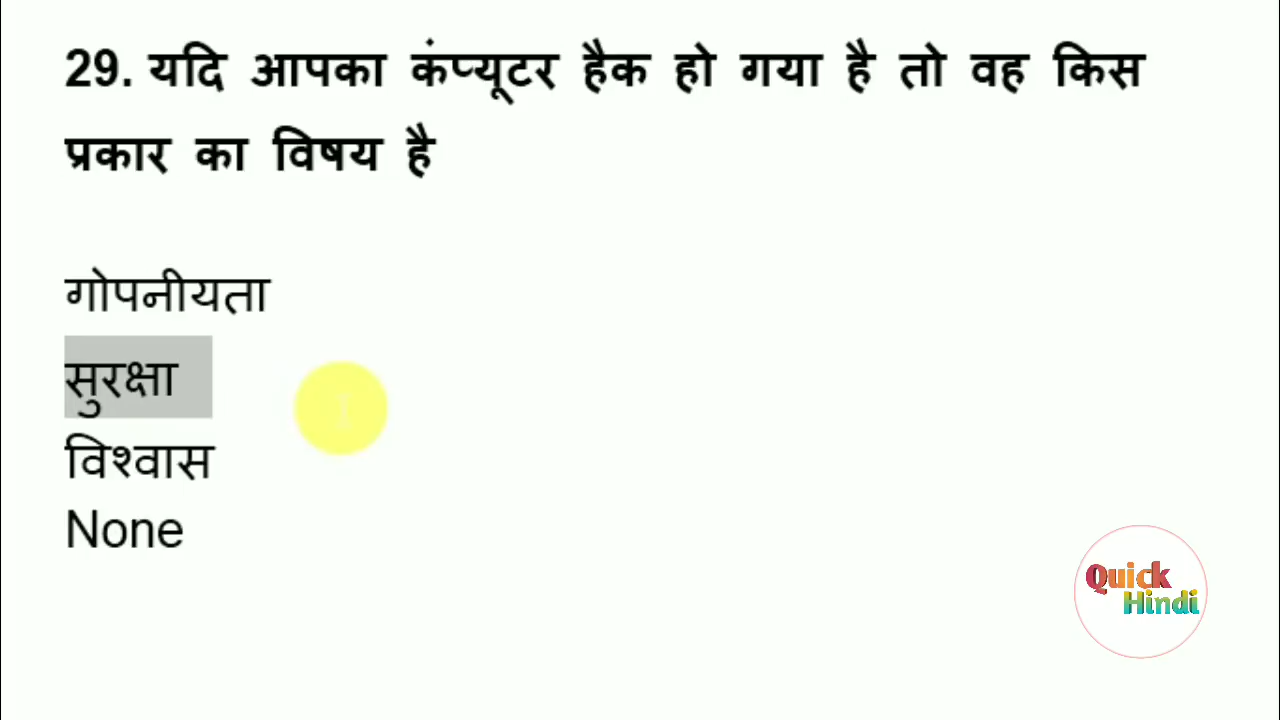 29. यदि आपका कंप्यूटर हैक हो गया है तो वह किस
प्रकार का विषय है
गोपनीयता
सुरक्षा
विश्वास
None
Quick
Hindi